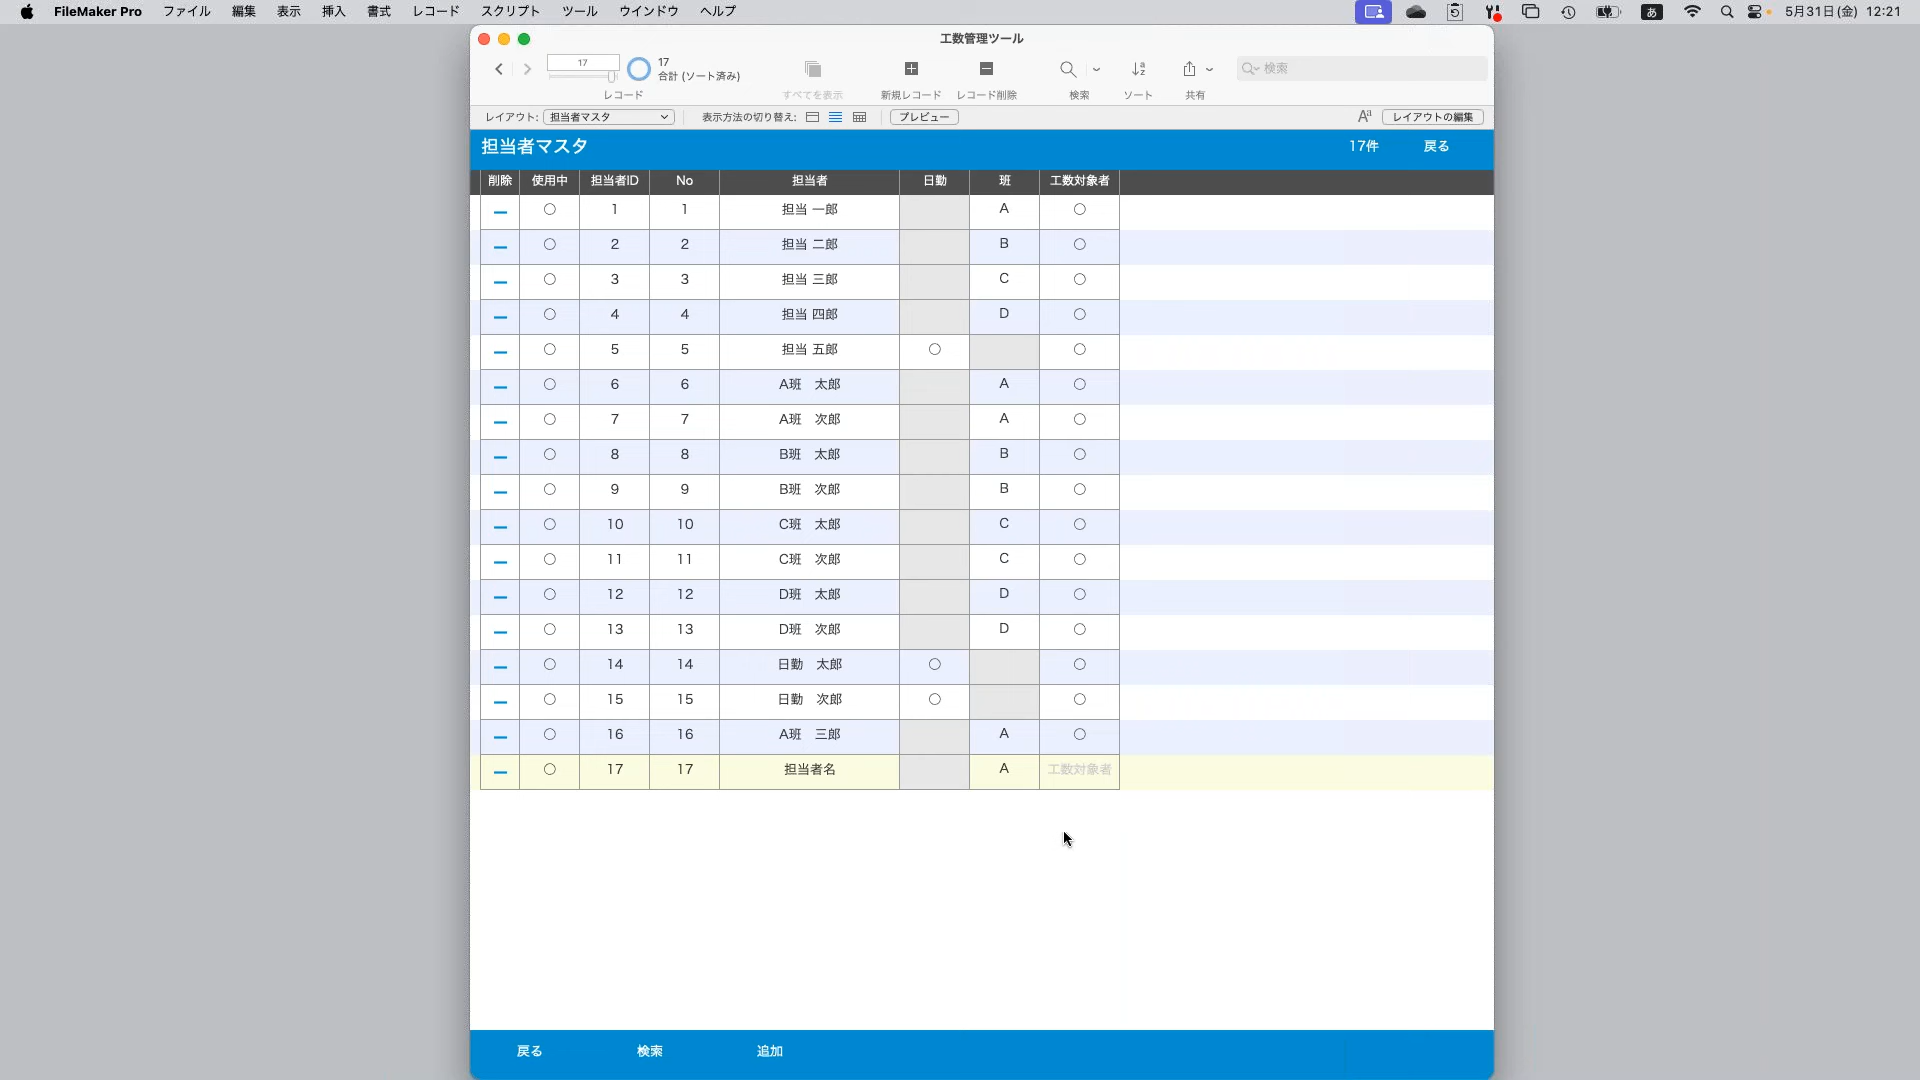 FileMaker Pro ファイル 編集 表示 挿入 書式 レコード スクリプト ツール ウインドウ ヘルプ あ 5月31日(金) 12:21
工数管理ツール
17 17
合計 (ソート済み)
検索
レコード すべてを表示 新規レコード レコード削除 検索 ソート 共有
レイアウト: 担当者マスタ 表示方法の切り替え: プレビュー Aa レイアウトの編集
担当者マスタ 17件 戻る
削除 使用中 担当者ID No 担当者 日勤 班 工数対象者
○ 1 1 担当 一郎 A ○
○ 2 2 担当 二郎 B ○
○ 3 3 担当 三郎 C ○
○ 4 4 担当 四郎 D ○
○ 5 5 担当 五郎 ○ ○
○ 6 6 A班 太郎 A ○
○ 7 7 A班 次郎 A ○
○ 8 8 B班 太郎 B ○
○ 9 9 B班 次郎 B ○
○ 10 10 C班 太郎 C ○
○ 11 11 C班 次郎 C ○
○ 12 12 D班 太郎 D ○
○ 13 13 D班 次郎 D ○
○ 14 14 日勤 太郎 ○ ○
○ 15 15 日勤 次郎 ○ ○
○ 16 16 A班 三郎 A ○
○ 17 17 担当者名 A 工数対象者
戻る 検索 追加